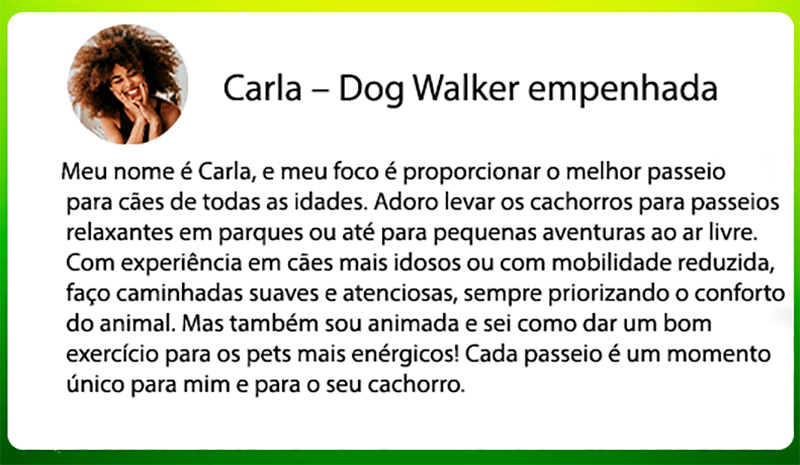 Carla – Dog Walker empenhada
Meu nome é Carla, e meu foco é proporcionar o melhor passeio
para cães de todas as idades. Adoro levar os cachorros para passeios
relaxantes em parques ou até para pequenas aventuras ao ar livre.
Com experiência em cães mais idosos ou com mobilidade reduzida,
faço caminhadas suaves e atenciosas, sempre priorizando o conforto
do animal. Mas também sou animada e sei como dar um bom
exercício para os pets mais enérgicos! Cada passeio é um momento
único para mim e para o seu cachorro.